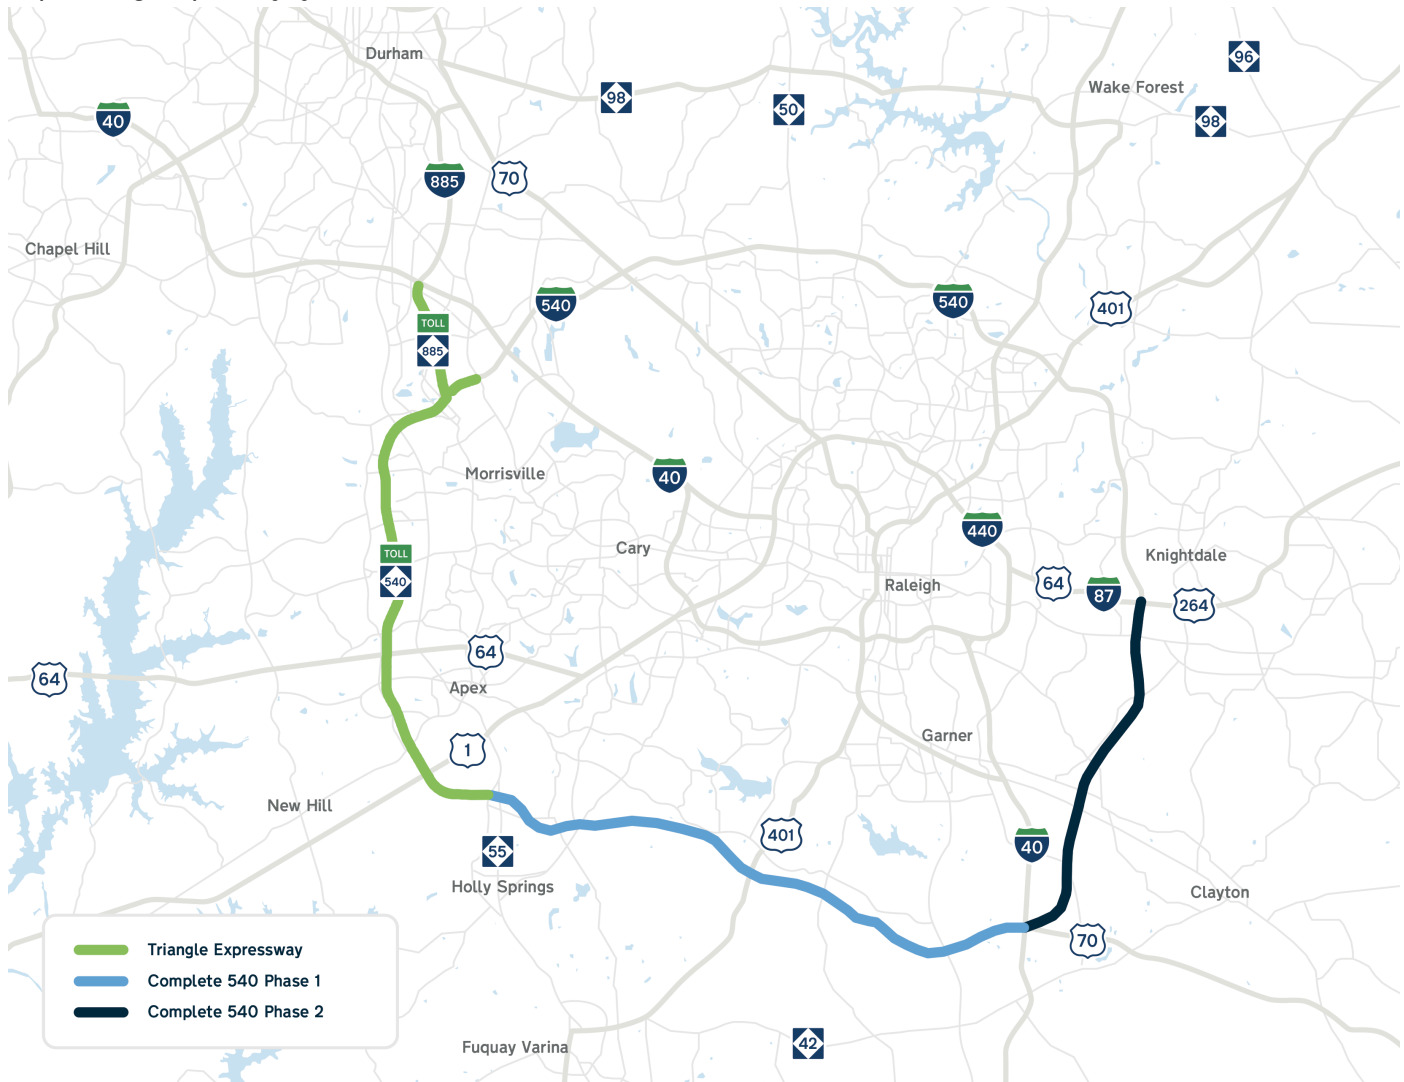 Durham
96
Wake Forest
98
50
40
98
885
70
Chapel Hill
540
540
401
TOLL
885
Morrisville
40
440
Cary
TOLL
Knightdale
540
Raleigh
64
87
264
64
64
Apex
Garner
1
New Hill
401
40
55
Holly Springs
Clayton
70
Triangle Expressway
Complete 540 Phase 1
Complete 540 Phase 2
Fuquay Varina
42